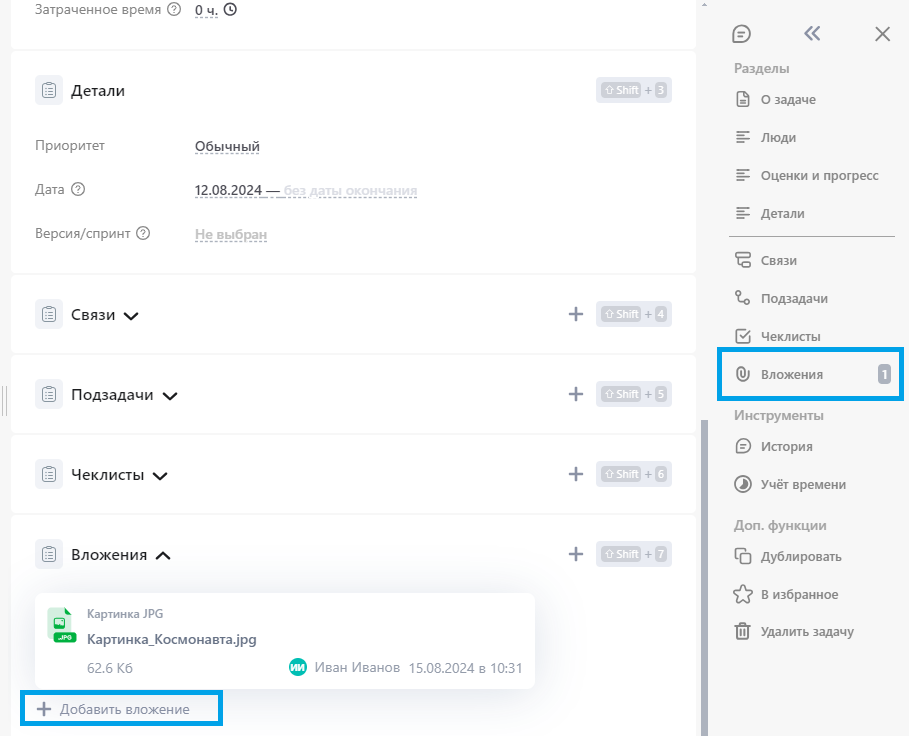 Затраченное время ? 0 ч.
Детали
Shift + 3
Приоритет Обычный
Дата ? 12.08.2024 — без даты окончания
Версия/спринт ? Не выбран
Связи
Shift + 4
Подзадачи
Shift + 5
Чеклисты
Shift + 6
Вложения
Shift + 7
Картинка JPG
.JPG
Картинка_Космонавта.jpg
62.6 Кб
ИИ Иван Иванов 15.08.2024 в 10:31
+ Добавить вложение
Разделы
О задаче
Люди
Оценки и прогресс
Детали
Связи
Подзадачи
Чеклисты
Вложения 1
Инструменты
История
Учёт времени
Доп. функции
Дублировать
В избранное
Удалить задачу